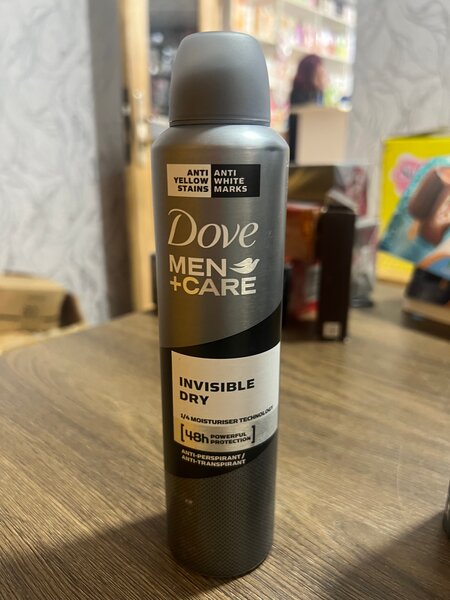 ANTI
YELLOW
STAINS
ANTI
WHITE
MARKS
Dove
MEN
+CARE
INVISIBLE
DRY
1/4 MOISTURISER TECHNOLOGY
[48h POWERFUL
PROTECTION]
ANTI-PERSPIRANT /
ANTI-TRANSPIRANT